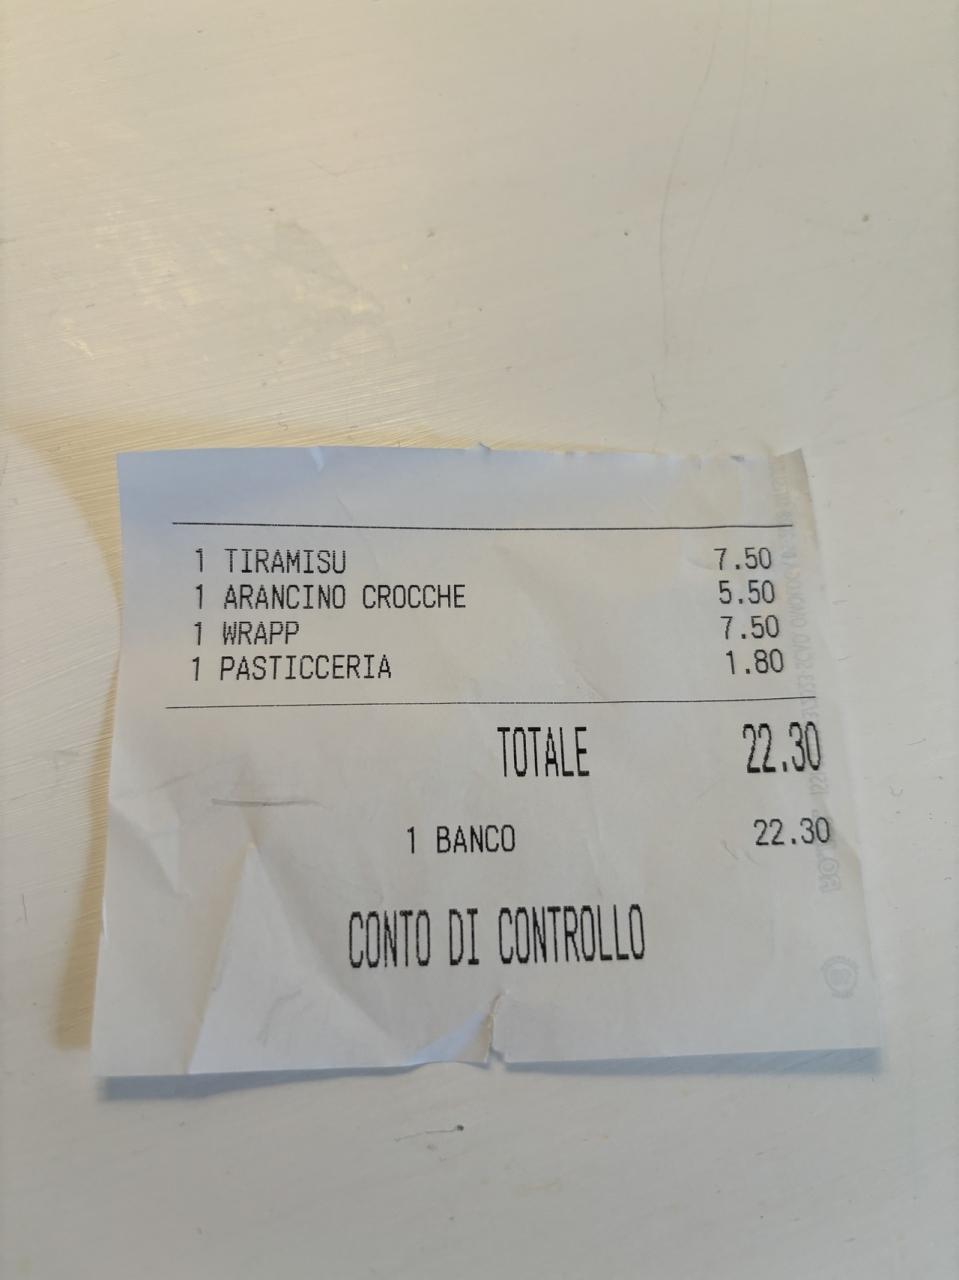 1 TIRAMISU 7.50
1 ARANCINO CROCCHE 5.50
1 WRAPP 7.50
1 PASTICCERIA 1.80
TOTALE 22.30
1 BANCO 22.30
CONTO DI CONTROLLO